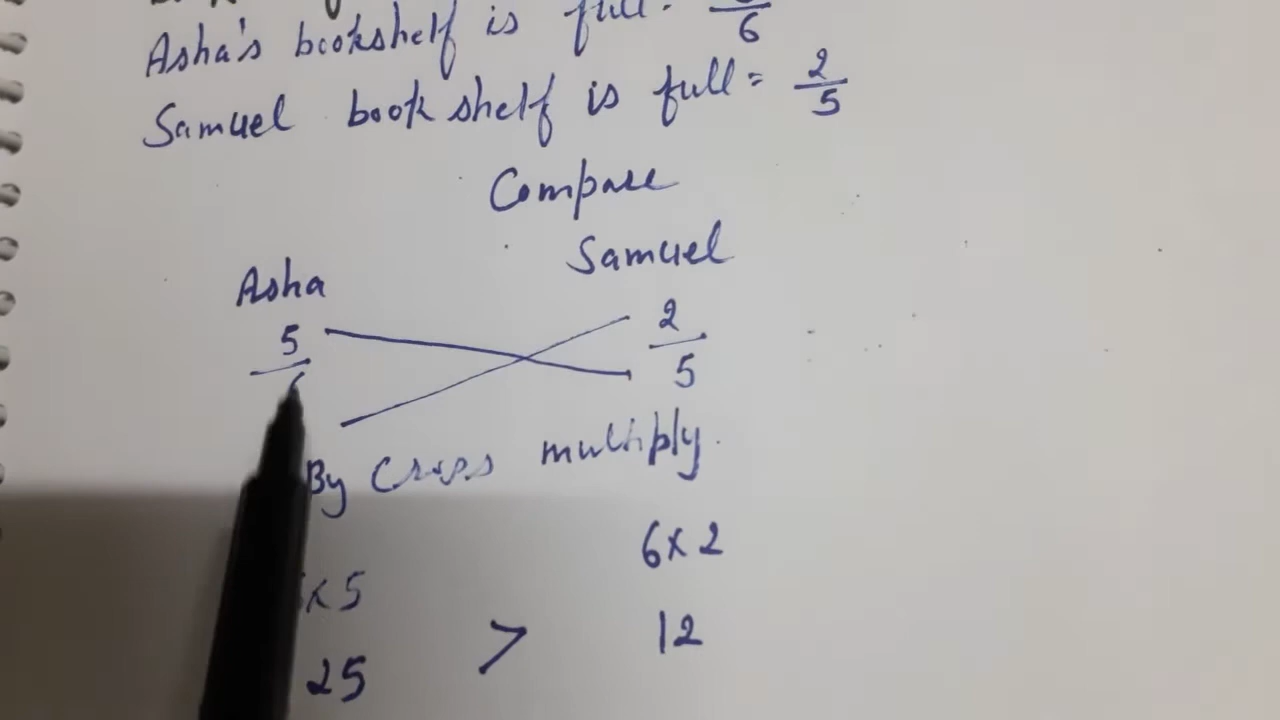 Asha's bookshelf is full. 6
Samuel book shelf is full = 2/5
Compare
Asha Samuel
5 2
5
By Cross multiply.
6x2
x5
25 > 12